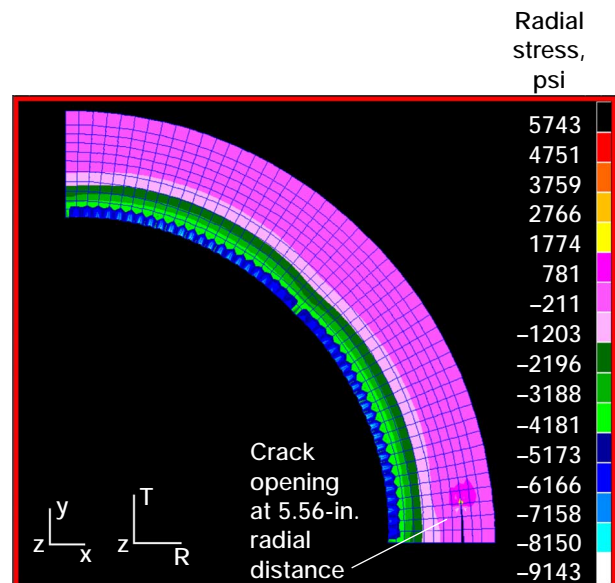 Radial
stress,
psi
5743
4751
3759
2766
1774
781
–211
–1203
–2196
–3188
–4181
–5173
–6166
–7158
–8150
–9143
Crack
opening
at 5.56-in.
radial
distance
y
z x
T
z R